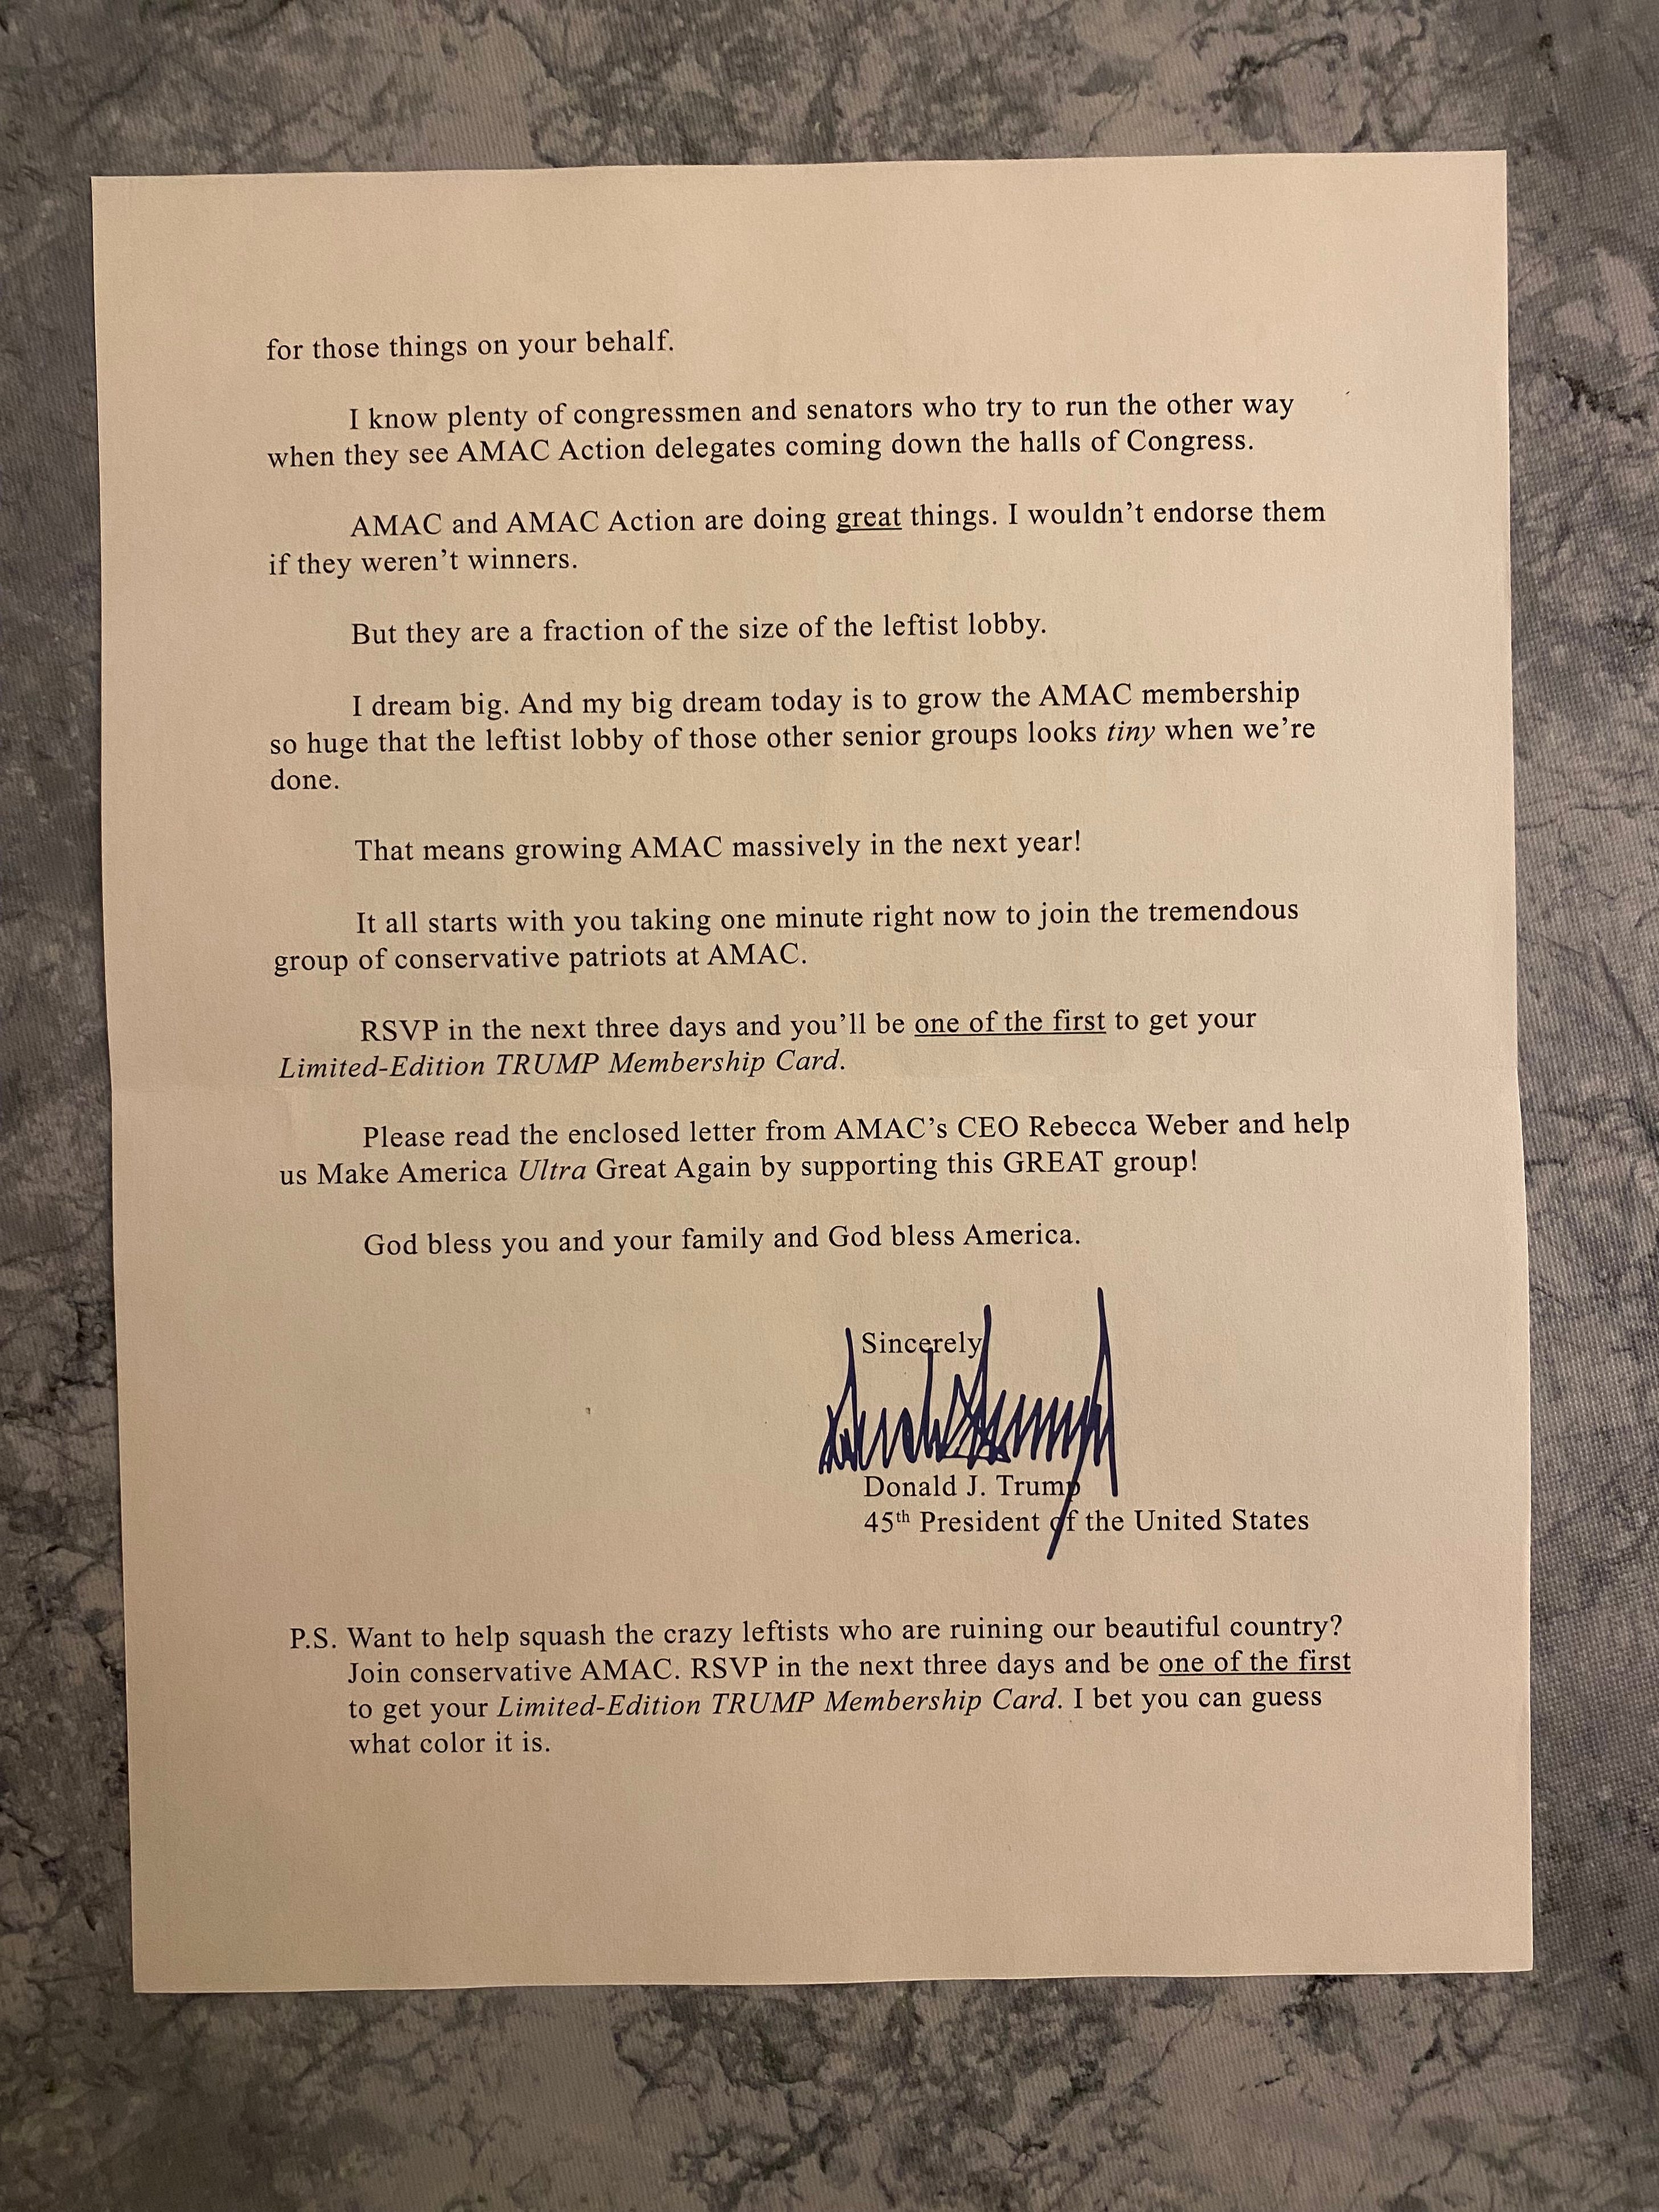 for those things on your behalf.
I know plenty of congressmen and senators who try to run the other way
when they see AMAC Action delegates coming down the halls of Congress.
AMAC and AMAC Action are doing great things. I wouldn’t endorse them
if they weren’t winners.
But they are a fraction of the size of the leftist lobby.
I dream big. And my big dream today is to grow the AMAC membership
so huge that the leftist lobby of those other senior groups looks tiny when we’re
done.
That means growing AMAC massively in the next year!
It all starts with you taking one minute right now to join the tremendous
group of conservative patriots at AMAC.
RSVP in the next three days and you’ll be one of the first to get your
Limited-Edition TRUMP Membership Card.
Please read the enclosed letter from AMAC’s CEO Rebecca Weber and help
us Make America Ultra Great Again by supporting this GREAT group!
God bless you and your family and God bless America.
Sincerely
Donald J. Trump
45th President of the United States
P.S. Want to help squash the crazy leftists who are ruining our beautiful country?
Join conservative AMAC. RSVP in the next three days and be one of the first
to get your Limited-Edition TRUMP Membership Card. I bet you can guess
what color it is.